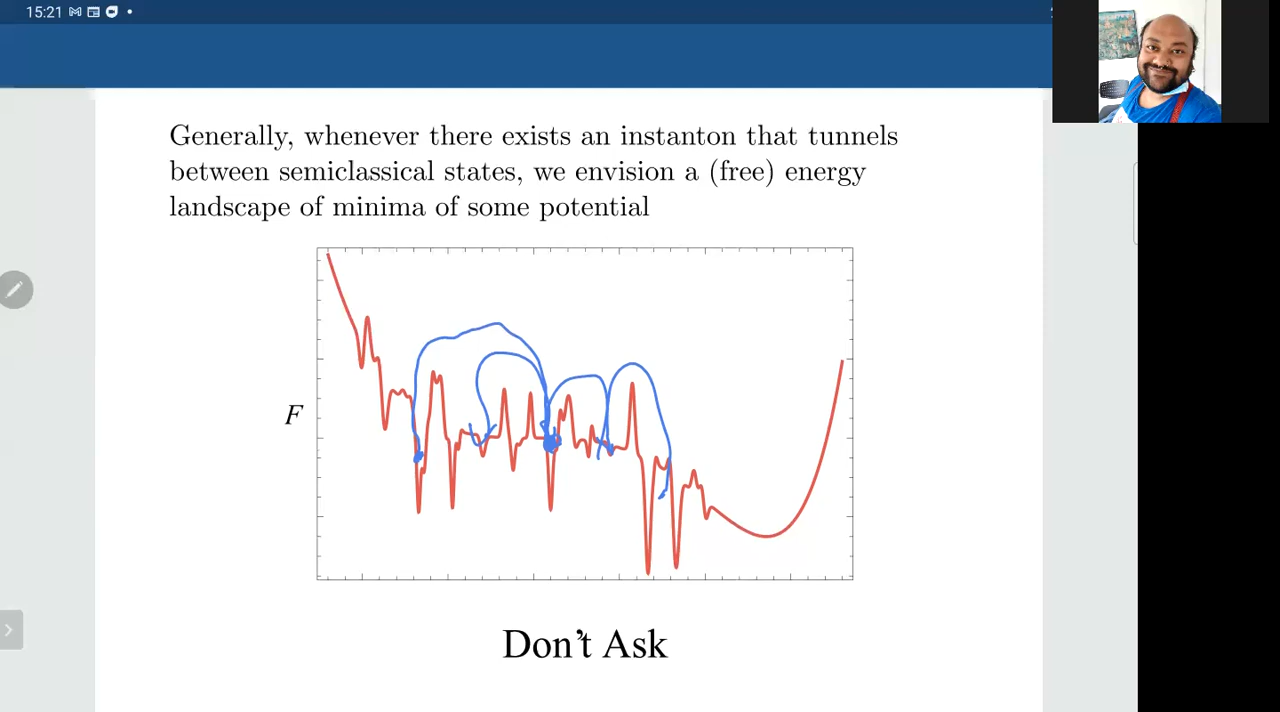 15:21
Generally, whenever there exists an instanton that tunnels
between semiclassical states, we envision a (free) energy
landscape of minima of some potential
F
Don't Ask